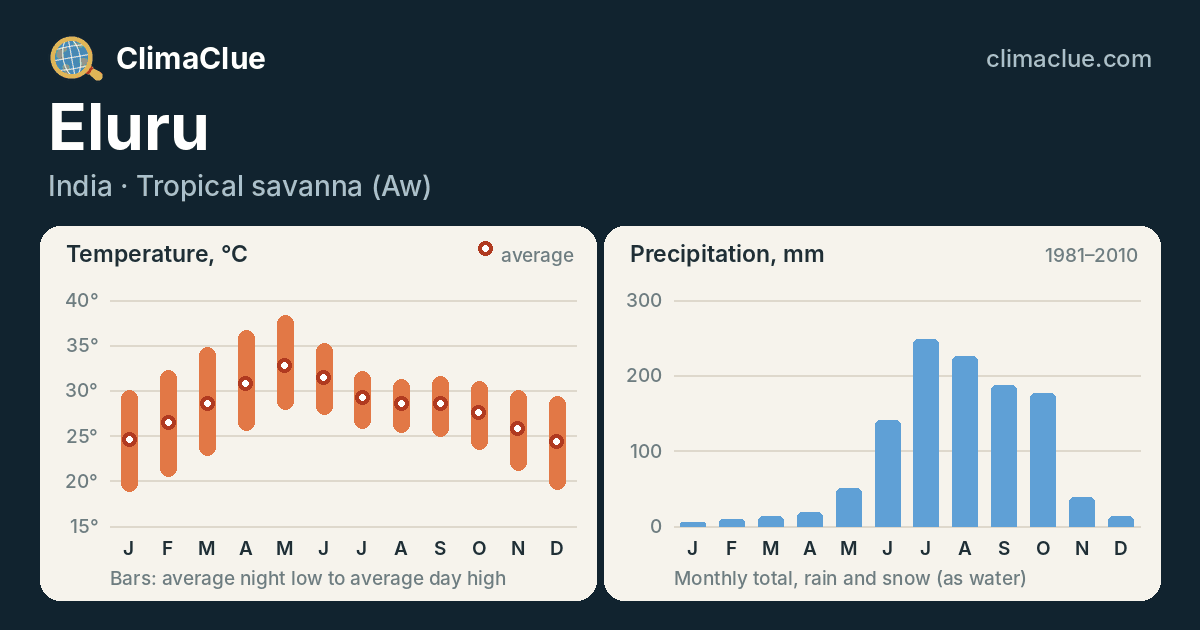 ClimaClue
climaclue.com
Eluru
India · Tropical savanna (Aw)
Temperature, °C
average
40°
35°
30°
25°
20°
15°
J F M A M J J A S O N D
Bars: average night low to average day high
Precipitation, mm
1981–2010
300
200
100
0
J F M A M J J A S O N D
Monthly total, rain and snow (as water)